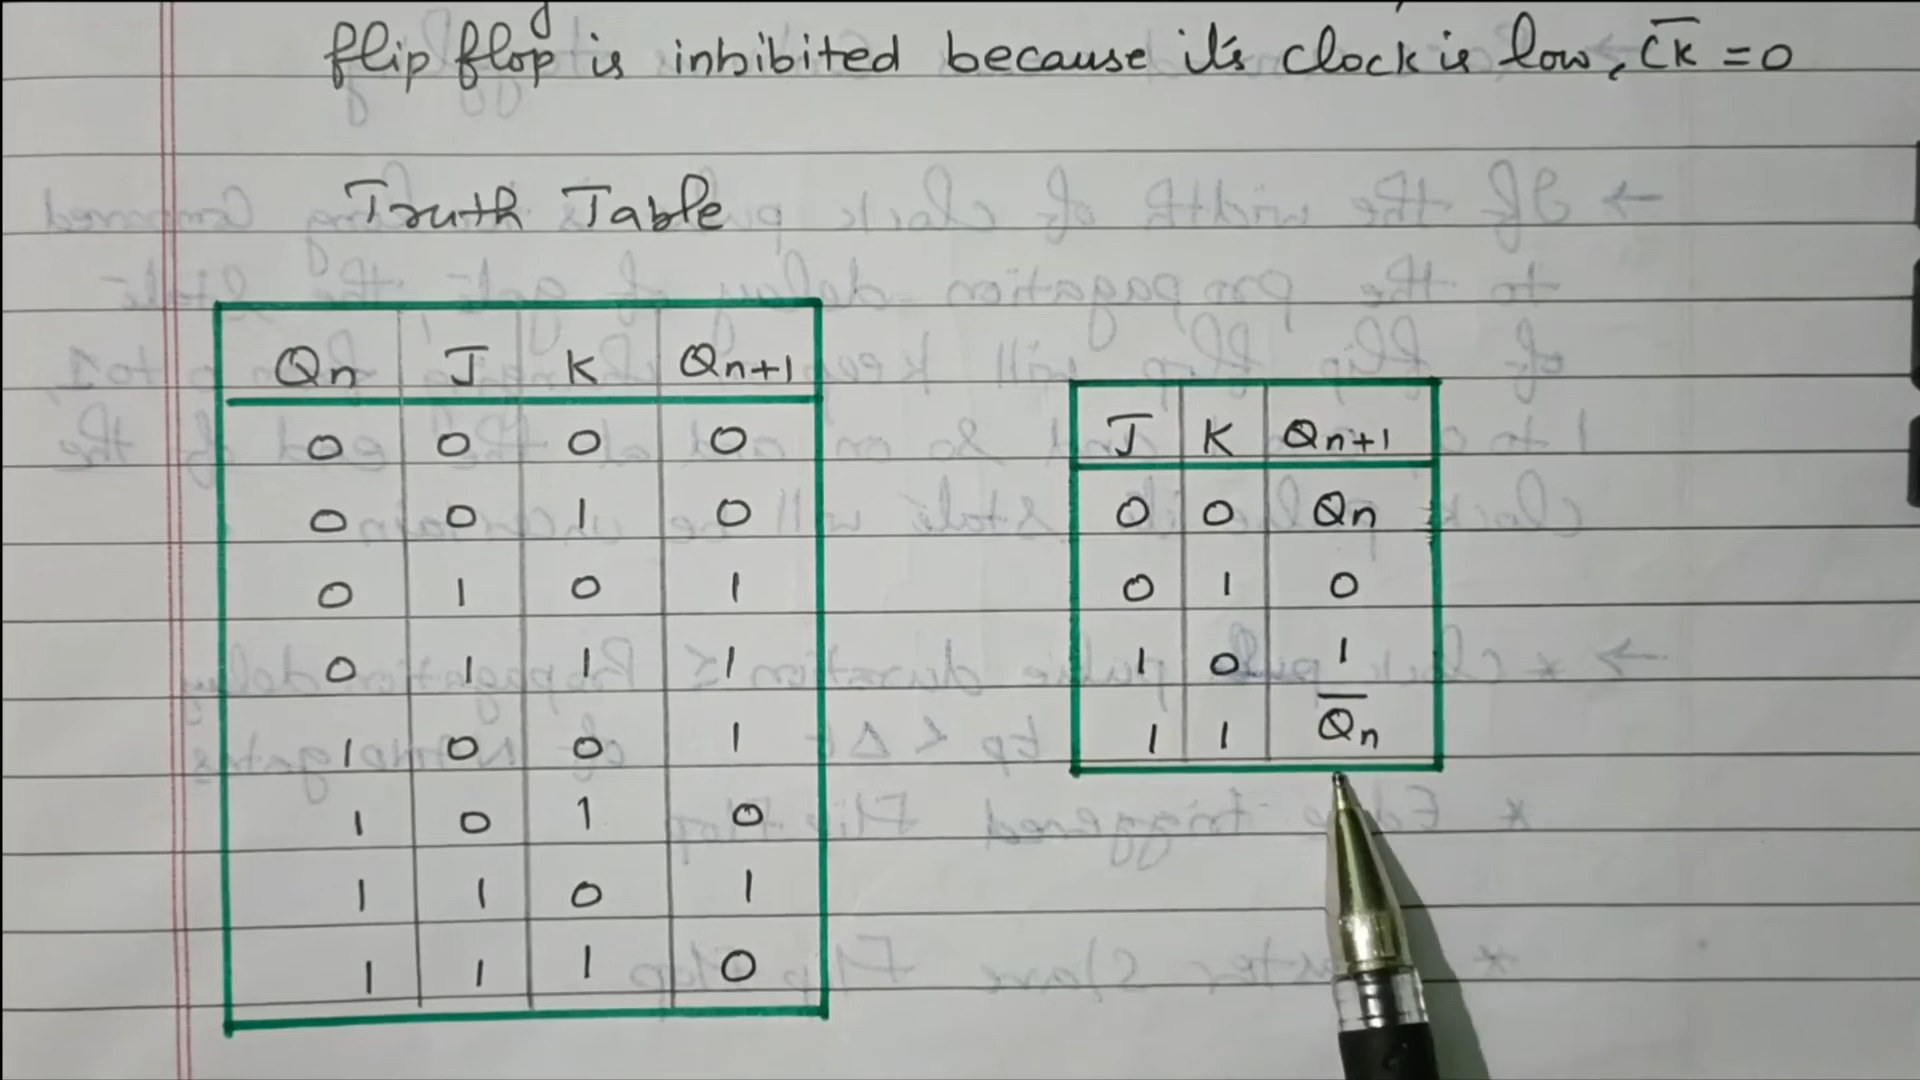 flip flop is inhibited because it's clock is low, C̅K̅ = 0
Truth Table
Qn J K Qn+1
0 0 0 0
0 0 1 0
0 1 0 1
0 1 1 1
1 0 0 1
1 0 1 0
1 1 0 1
1 1 1 0
J K Qn+1
0 0 Qn
0 1 0
1 0 1
1 1 Q̅n